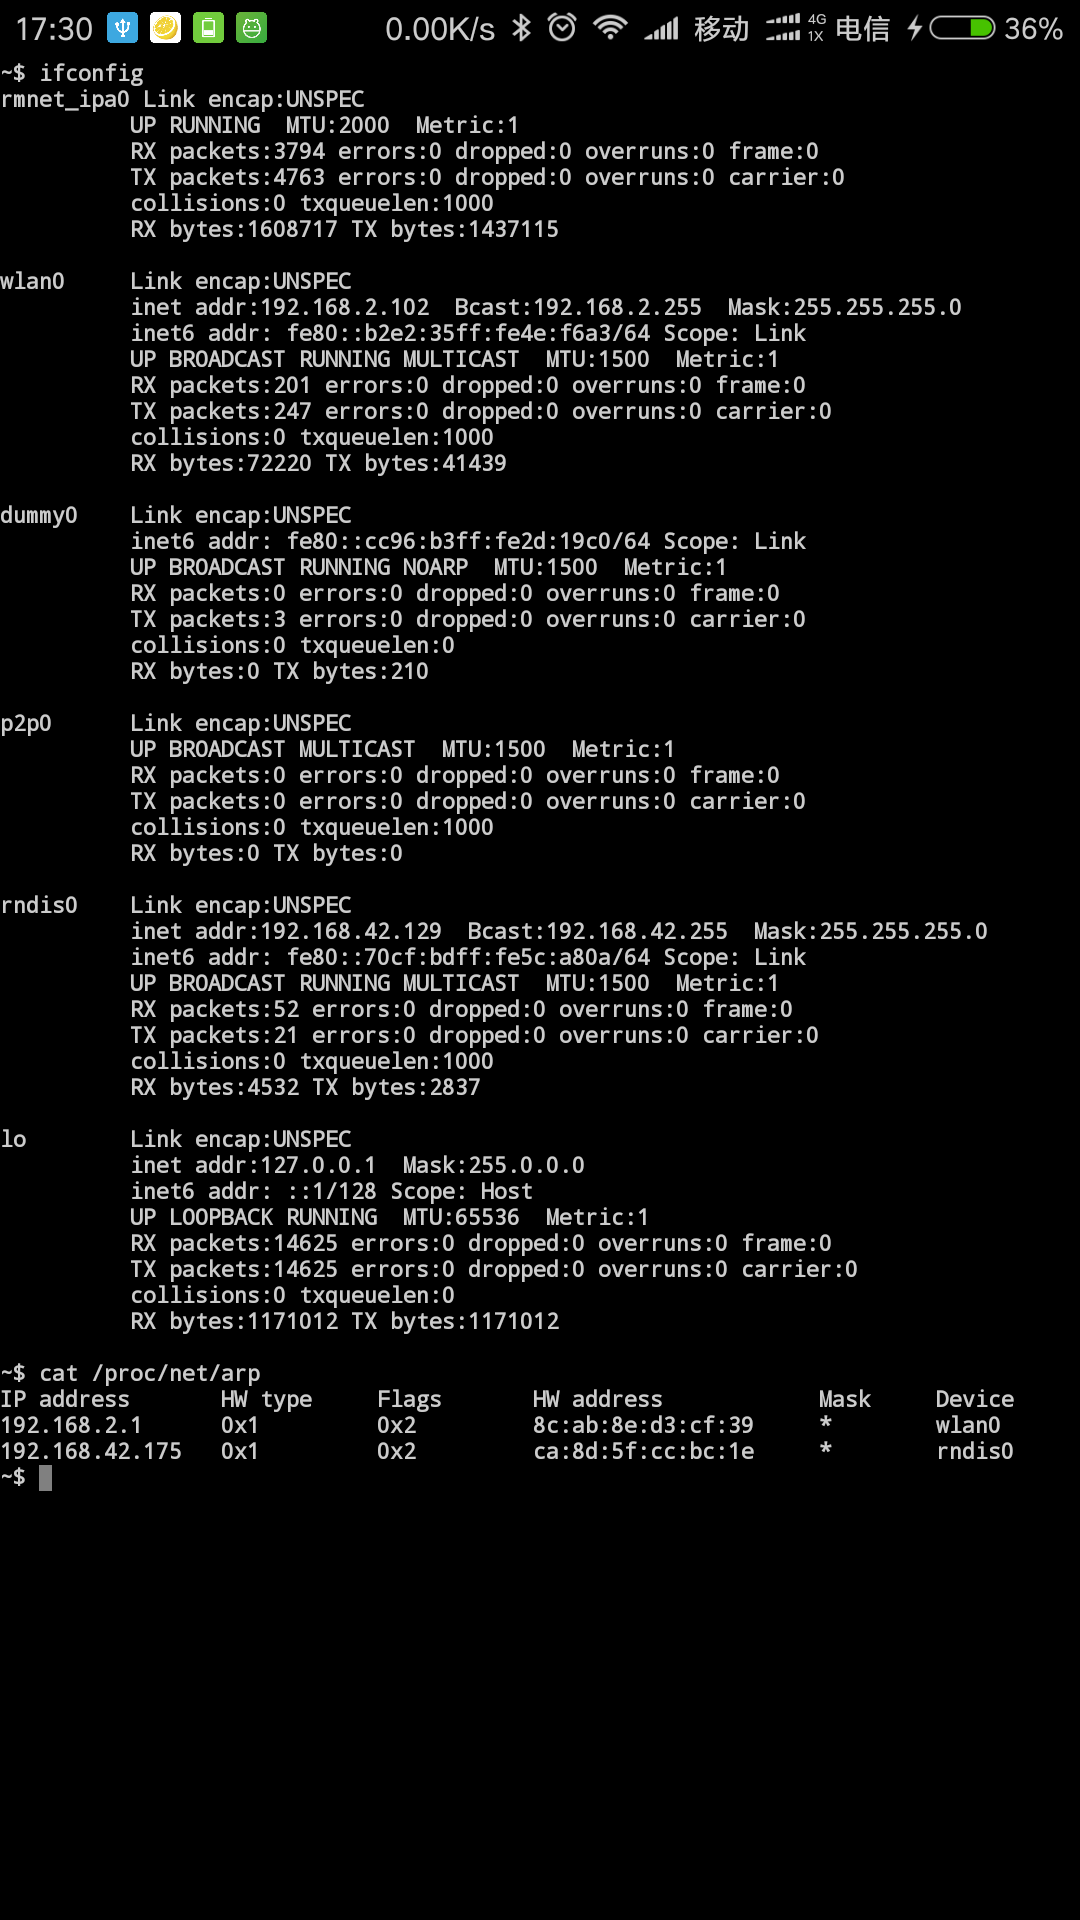 17:30 0.00K/s 移动 4G 1X 电信 36%
~$ ifconfig
rmnet_ipa0 Link encap:UNSPEC
UP RUNNING  MTU:2000  Metric:1
RX packets:3794 errors:0 dropped:0 overruns:0 frame:0
TX packets:4763 errors:0 dropped:0 overruns:0 carrier:0
collisions:0 txqueuelen:1000
RX bytes:1608717 TX bytes:1437115
wlan0     Link encap:UNSPEC
inet addr:192.168.2.102  Bcast:192.168.2.255  Mask:255.255.255.0
inet6 addr: fe80::b2e2:35ff:fe4e:f6a3/64 Scope: Link
UP BROADCAST RUNNING MULTICAST  MTU:1500  Metric:1
RX packets:201 errors:0 dropped:0 overruns:0 frame:0
TX packets:247 errors:0 dropped:0 overruns:0 carrier:0
collisions:0 txqueuelen:1000
RX bytes:72220 TX bytes:41439
dummy0    Link encap:UNSPEC
inet6 addr: fe80::cc96:b3ff:fe2d:19c0/64 Scope: Link
UP BROADCAST RUNNING NOARP  MTU:1500  Metric:1
RX packets:0 errors:0 dropped:0 overruns:0 frame:0
TX packets:3 errors:0 dropped:0 overruns:0 carrier:0
collisions:0 txqueuelen:0
RX bytes:0 TX bytes:210
p2p0      Link encap:UNSPEC
UP BROADCAST MULTICAST  MTU:1500  Metric:1
RX packets:0 errors:0 dropped:0 overruns:0 frame:0
TX packets:0 errors:0 dropped:0 overruns:0 carrier:0
collisions:0 txqueuelen:1000
RX bytes:0 TX bytes:0
rndis0    Link encap:UNSPEC
inet addr:192.168.42.129  Bcast:192.168.42.255  Mask:255.255.255.0
inet6 addr: fe80::70cf:bdff:fe5c:a80a/64 Scope: Link
UP BROADCAST RUNNING MULTICAST  MTU:1500  Metric:1
RX packets:52 errors:0 dropped:0 overruns:0 frame:0
TX packets:21 errors:0 dropped:0 overruns:0 carrier:0
collisions:0 txqueuelen:1000
RX bytes:4532 TX bytes:2837
lo        Link encap:UNSPEC
inet addr:127.0.0.1  Mask:255.0.0.0
inet6 addr: ::1/128 Scope: Host
UP LOOPBACK RUNNING  MTU:65536  Metric:1
RX packets:14625 errors:0 dropped:0 overruns:0 frame:0
TX packets:14625 errors:0 dropped:0 overruns:0 carrier:0
collisions:0 txqueuelen:0
RX bytes:1171012 TX bytes:1171012
~$ cat /proc/net/arp
IP address       HW type     Flags       HW address            Mask     Device
192.168.2.1      0x1         0x2         8c:ab:8e:d3:cf:39     *        wlan0
192.168.42.175   0x1         0x2         ca:8d:5f:cc:bc:1e     *        rndis0
~$